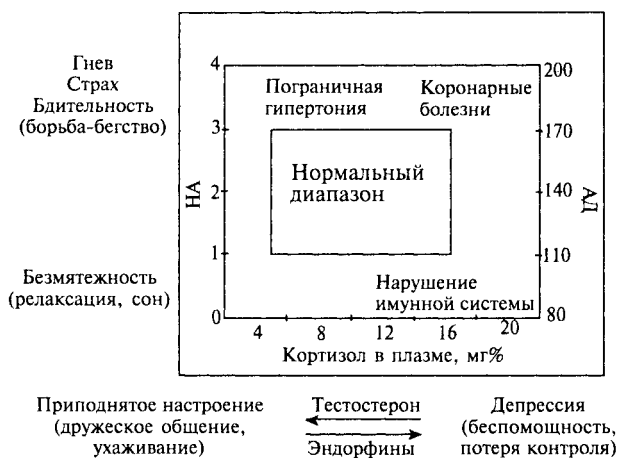 Гнев
Страх
Бдительность
(борьба-бегство)
Безмятежность
(релаксация, сон)
НА
4
3
2
1
0
Пограничная
гипертония
Коронарные
болезни
Нормальный
диапазон
Нарушение
имунной системы
200
170
140
110
80
АД
4 8 12 16 20
Кортизол в плазме, мг%
Приподнятое настроение
(дружеское общение,
ухаживание)
Тестостерон
Эндорфины
Депрессия
(беспомощность,
потеря контроля)